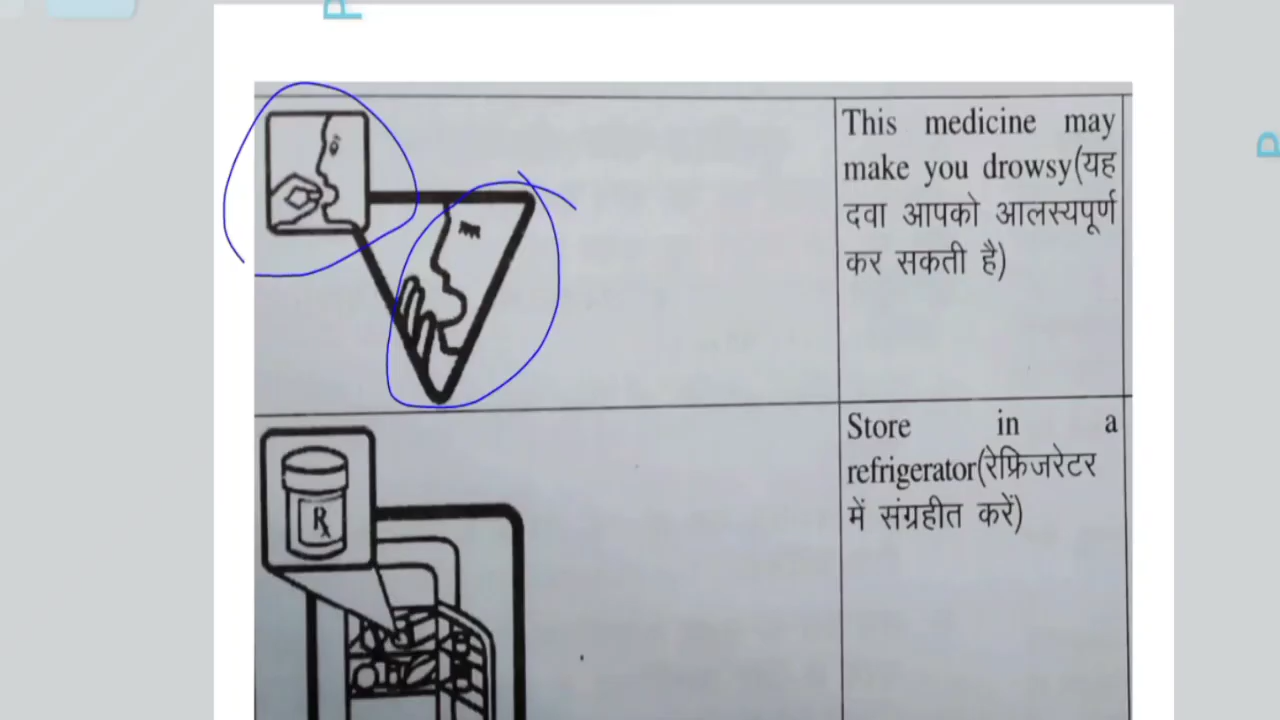 P
P
This medicine may
make you drowsy(यह
दवा आपको आलस्यपूर्ण
कर सकती है)
Store in a
refrigerator(रेफ्रिजरेटर
में संग्रहीत करें)
Rx